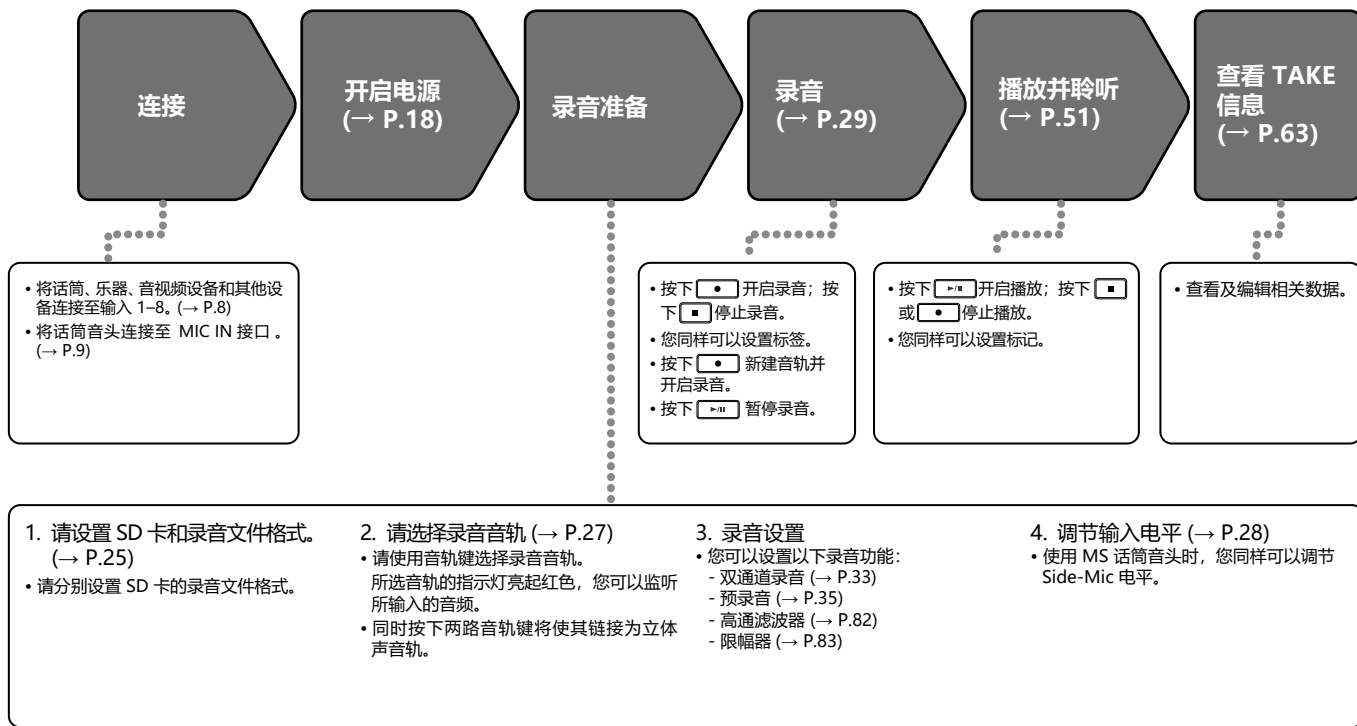 连接
开启电源
(→ P.18)
录音准备
录音
(→ P.29)
播放并聆听
(→ P.51)
查看 TAKE
信息
(→ P.63)
• 将话筒、乐器、音视频设备和其他设
备连接至输入 1–8。(→ P.8)
• 将话筒音头连接至 MIC IN 接口 。
(→ P.9)
• 按下 开启录音；按
下 停止录音。
• 您同样可以设置标签。
• 按下 新建音轨并
开启录音。
• 按下 暂停录音。
• 按下 开启播放；按下
或 停止播放。
• 您同样可以设置标记。
• 查看及编辑相关数据。
1. 请设置 SD 卡和录音文件格式。
(→ P.25)
• 请分别设置 SD 卡的录音文件格式。
2. 请选择录音音轨 (→ P.27)
• 请使用音轨键选择录音音轨。
所选音轨的指示灯亮起红色，您可以监听
所输入的音频。
• 同时按下两路音轨键将使其链接为立体
声音轨。
3. 录音设置
• 您可以设置以下录音功能：
- 双通道录音 (→ P.33)
- 预录音 (→ P.35)
- 高通滤波器 (→ P.82)
- 限幅器 (→ P.83)
4. 调节输入电平 (→ P.28)
• 使用 MS 话筒音头时，您同样可以调节
Side-Mic 电平。